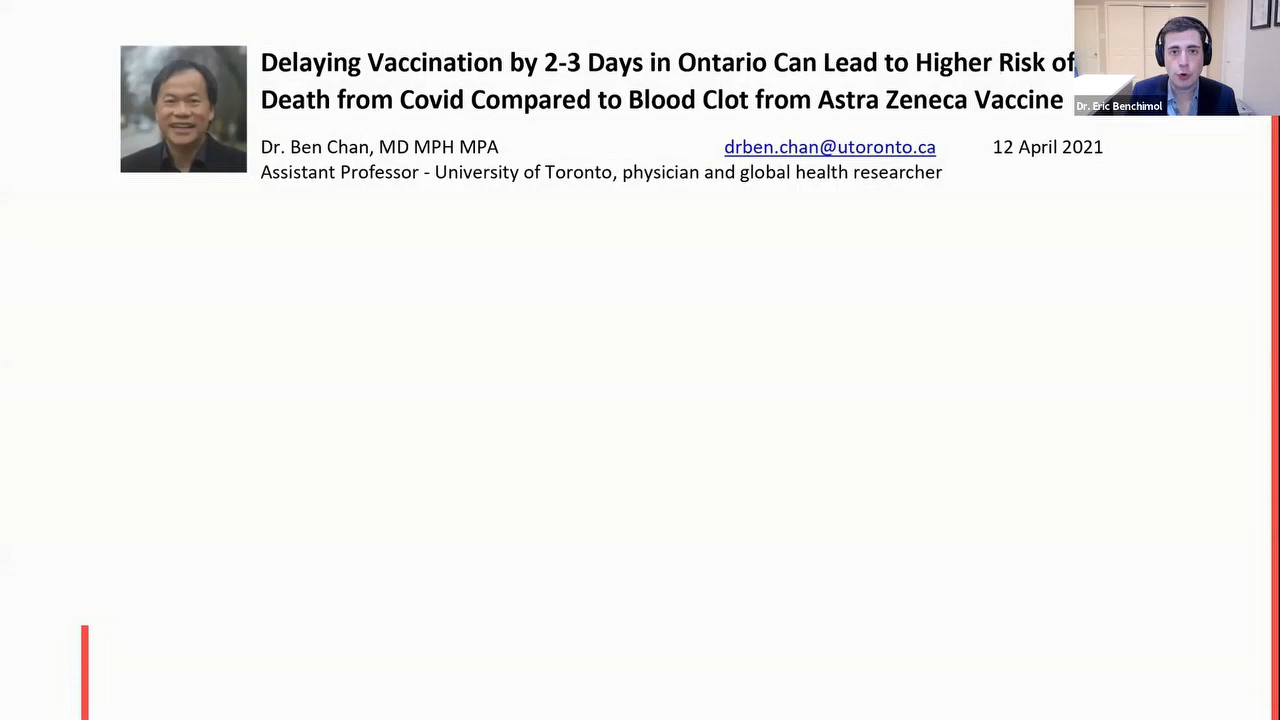 Delaying Vaccination by 2-3 Days in Ontario Can Lead to Higher Risk of
Death from Covid Compared to Blood Clot from Astra Zeneca Vaccine
Dr. Ben Chan, MD MPH MPA drben.chan@utoronto.ca 12 April 2021
Assistant Professor - University of Toronto, physician and global health researcher
Dr. Eric Benchimol